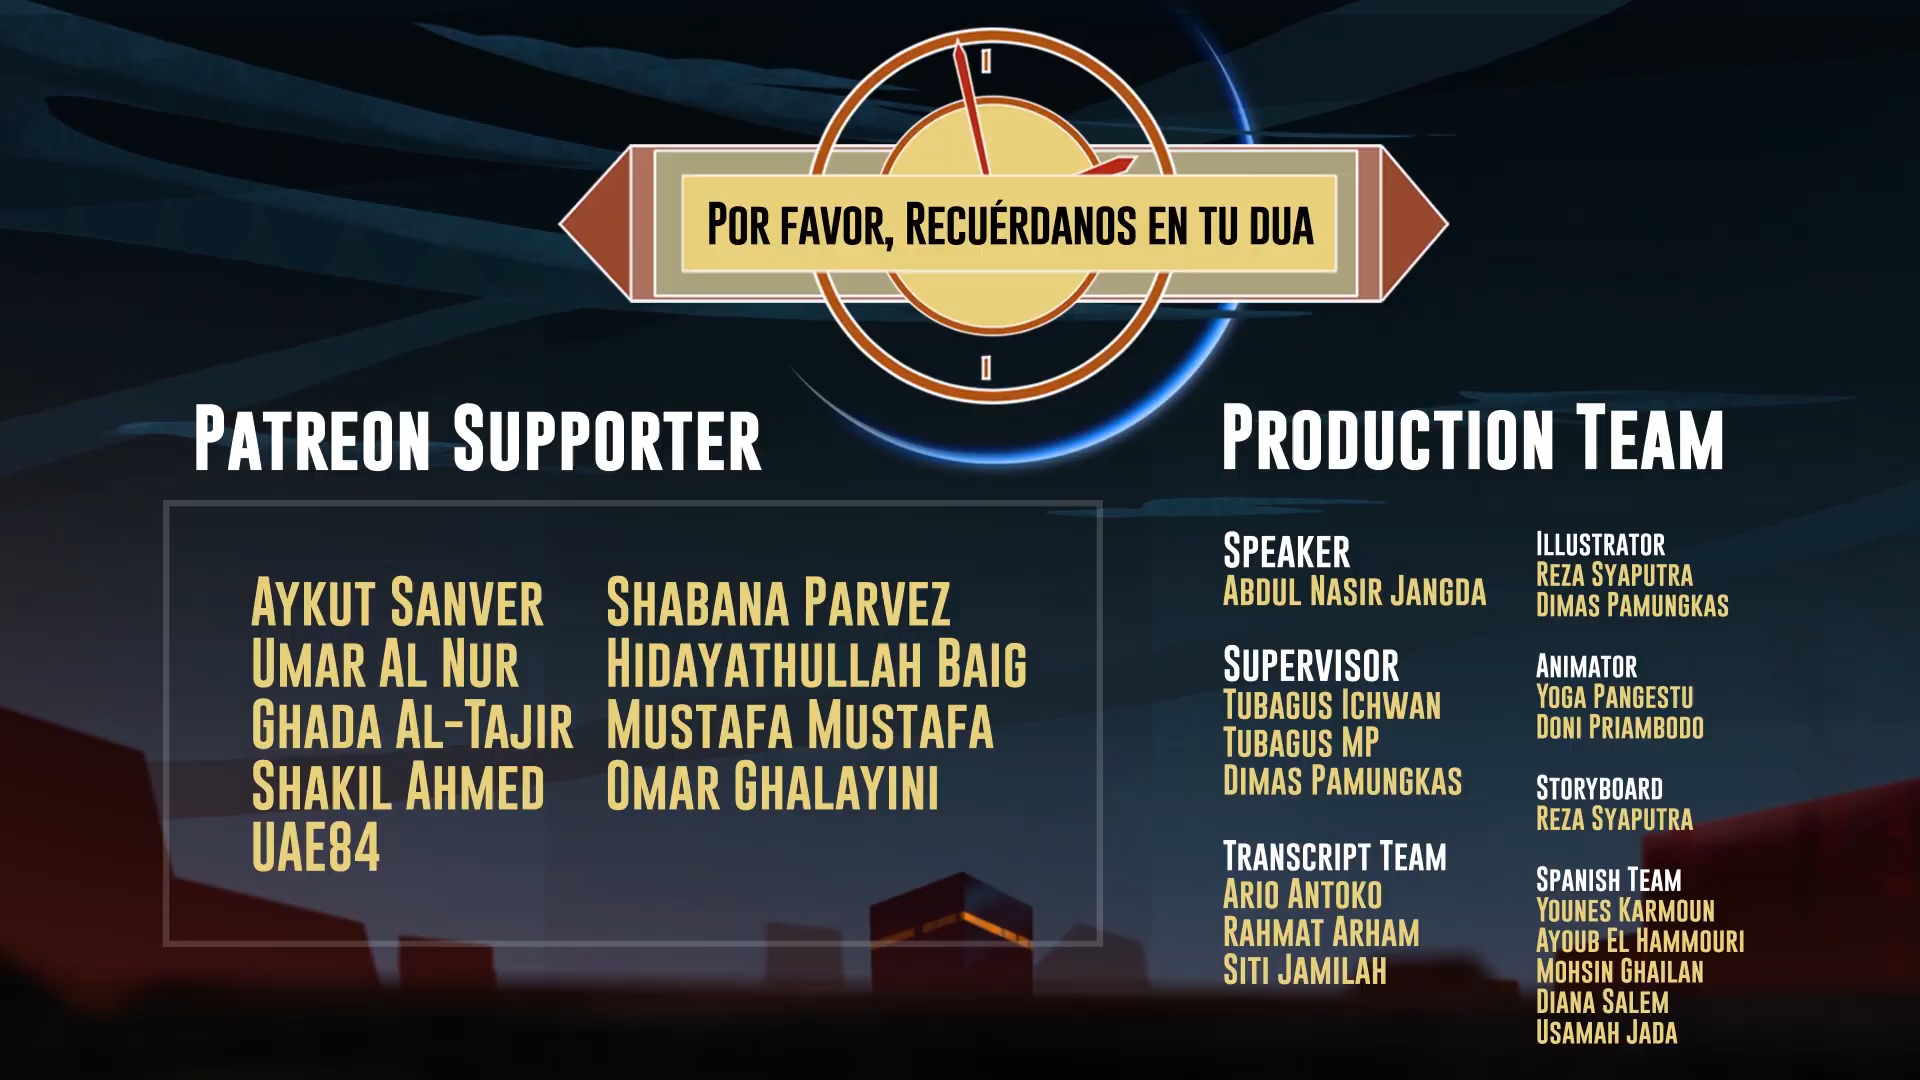 Por favor, Recuérdanos en tu dua
Patreon Supporter
Aykut Sanver
Umar Al Nur
Ghada Al-Tajir
Shakil Ahmed
UAE84
Shabana Parvez
Hidayathullah Baig
Mustafa Mustafa
Omar Ghalayini
Production Team
Speaker
Abdul Nasir Jangda
Supervisor
Tubagus Ichwan
Tubagus MP
Dimas Pamungkas
Transcript Team
Ario Antoko
Rahmat Arham
Siti Jamilah
Illustrator
Reza Syaputra
Dimas Pamungkas
Animator
Yoga Pangestu
Doni Priambodo
Storyboard
Reza Syaputra
Spanish Team
Younes Karmoun
Ayoub El Hammouri
Mohsin Ghailan
Diana Salem
Usamah Jada